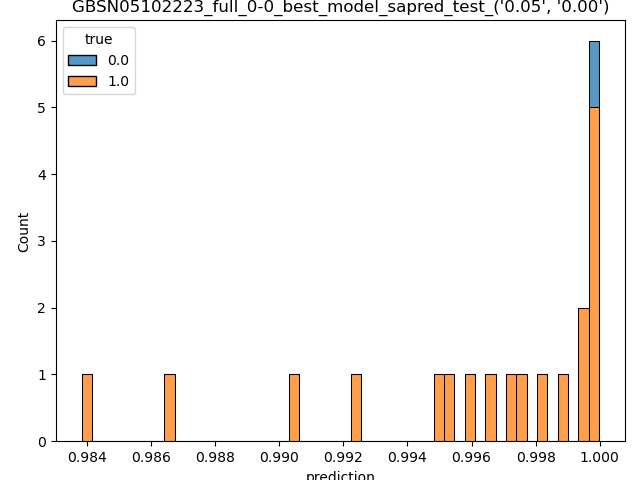 GBSN05102223_full_0-0_best_model_sapred_test_('0.05', '0.00')
true
0.0
1.0
Count
6
5
4
3
2
1
0
0.984 0.986 0.988 0.990 0.992 0.994 0.996 0.998 1.000
prediction